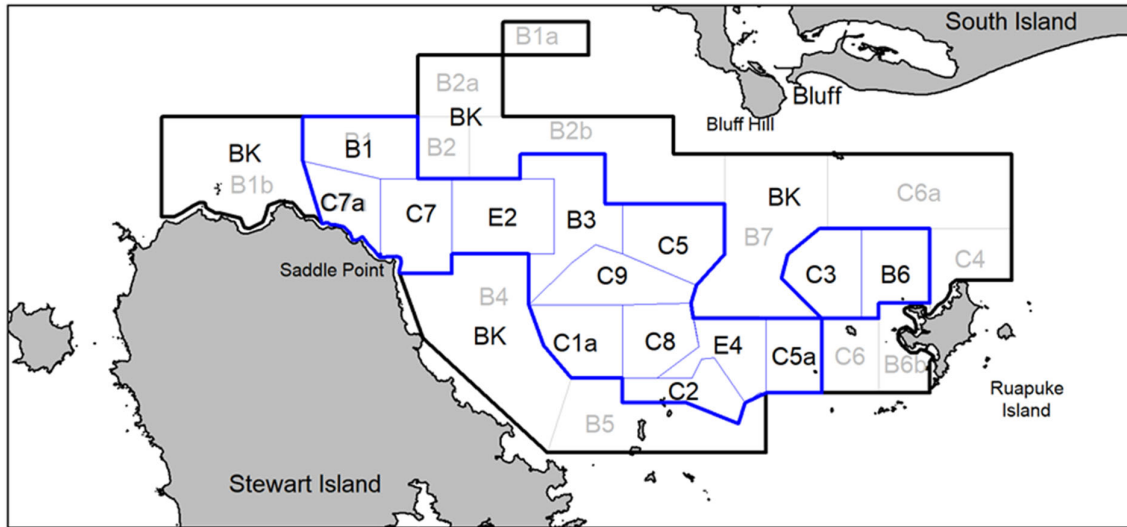 South Island
B1a
B2a
BK
Bluff
Bluff Hill
B1
B1
B2
B2b
BK
B1b
BK
C6a
C7a
C7
E2
B3
C5
B7
C3
B6
C4
Saddle Point
C9
B4
BK
C1a
C8
E4
C5a
C6
B6b
C2
B5
Ruapuke
Island
Stewart Island